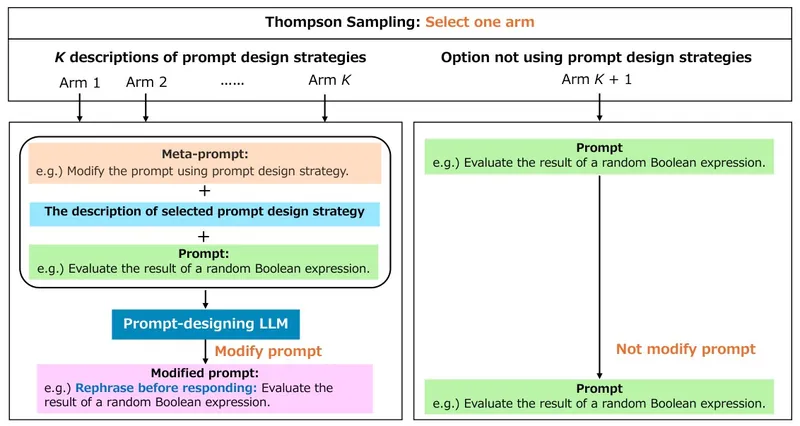 Thompson Sampling: Select one arm
K descriptions of prompt design strategies
Arm 1
Arm 2
......
Arm K
Option not using prompt design strategies
Arm K + 1
Meta-prompt:
e.g.) Modify the prompt using prompt design strategy.
+
The description of selected prompt design strategy
+
Prompt:
e.g.) Evaluate the result of a random Boolean expression.
Prompt-designing LLM
Modify prompt
Modified prompt:
e.g.) Rephrase before responding: Evaluate the
result of a random Boolean expression.
Prompt
e.g.) Evaluate the result of a random Boolean expression.
Not modify prompt
Prompt
e.g.) Evaluate the result of a random Boolean expression.